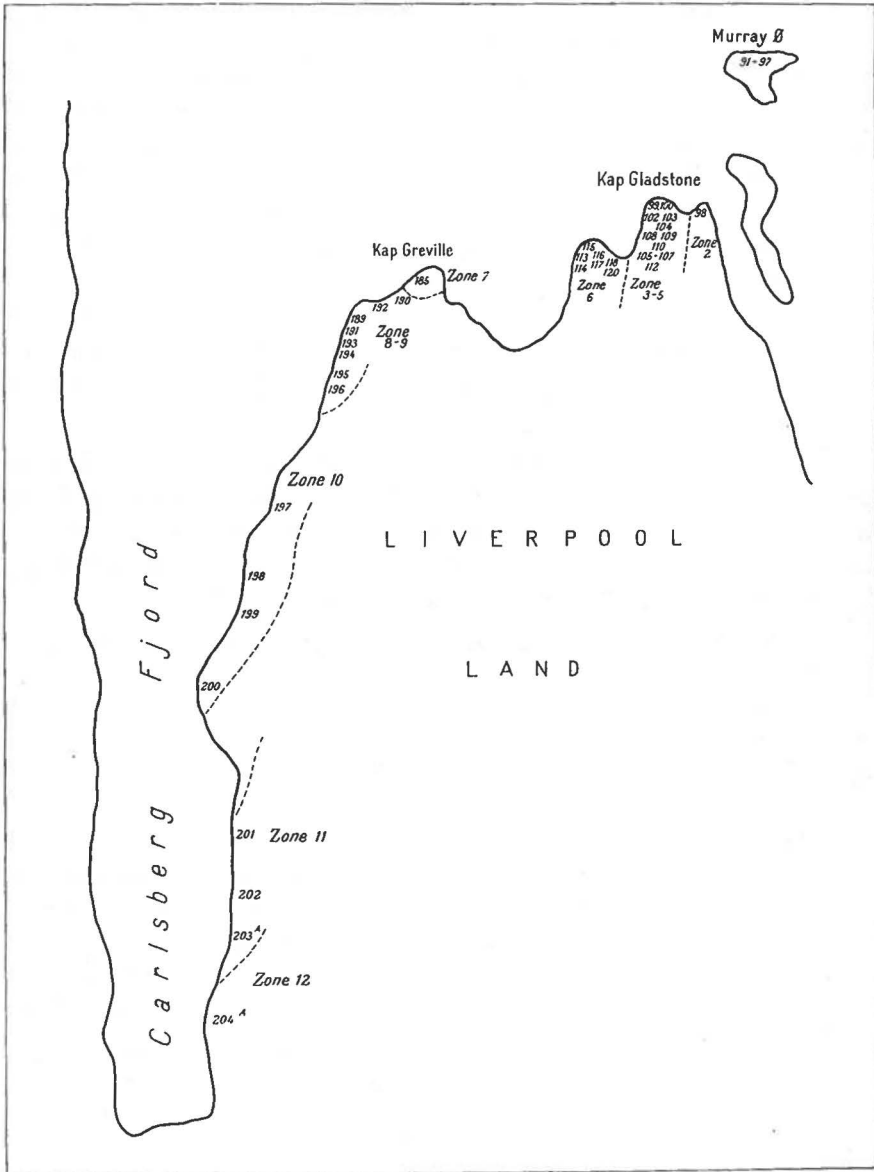 Murray Ø
91-97
Kap Gladstone
99,100
98
102 103
104
108 109
110
105-107
112
Zone
2
Zone
3-5
115
113 116
114 117 118
120
Zone
6
Kap Greville
185
Zone 7
190
192
189
191
193
194
195
196
Zone
8-9
Zone 10
197
198
199
200
LIVERPOOL
LAND
Carlsberg Fjord
201 Zone 11
202
203 A
Zone 12
204 A